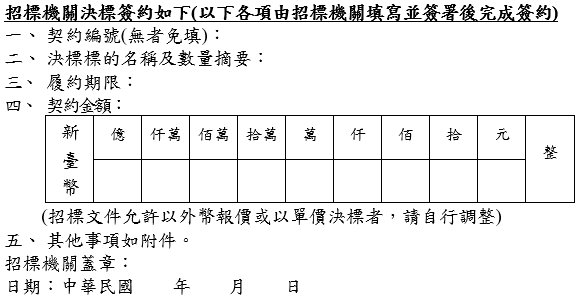 招標機關決標簽約如下(以下各項由招標機關填寫並簽署後完成簽約)
一、 契約編號(無者免填)：
二、 決標標的名稱及數量摘要：
三、 履約期限：
四、 契約金額：
新臺幣 億 仟萬 佰萬 拾萬 萬 仟 佰 拾 元 整
(招標文件允許以外幣報價或以單價決標者，請自行調整)
五、 其他事項如附件。
招標機關蓋章：
日期：中華民國 年 月 日